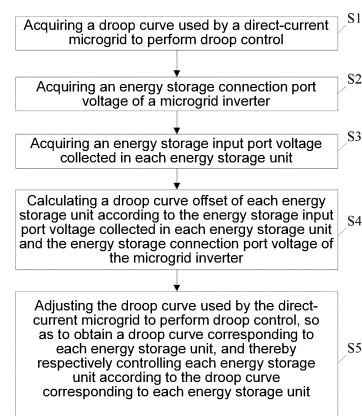 Acquiring a droop curve used by a direct-current
microgrid to perform droop control
S1
Acquiring an energy storage connection port
voltage of a microgrid inverter
S2
Acquiring an energy storage input port voltage
collected in each energy storage unit
S3
Calculating a droop curve offset of each energy
storage unit according to the energy storage input
port voltage collected in each energy storage unit
and the energy storage connection port voltage of
the microgrid inverter
S4
Adjusting the droop curve used by the direct-
current microgrid to perform droop control, so
as to obtain a droop curve corresponding to
each energy storage unit, and thereby
respectively controlling each energy storage
unit according to the droop curve
corresponding to each energy storage unit
S5